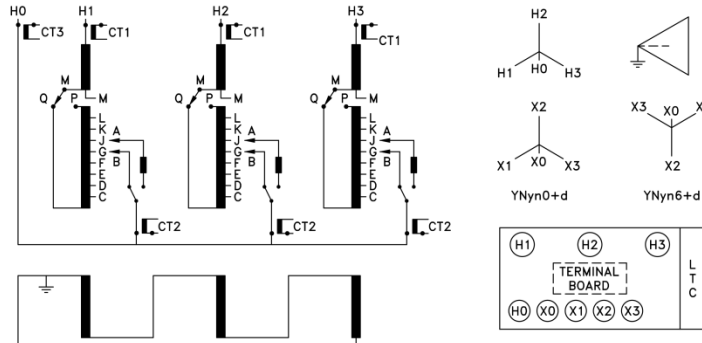 H0 H1 H2 H3
CT3 CT1 CT1 CT1
M M M
Q P M Q P M Q P M
L L L
K A K A K A
J J J
G G G
B B B
F F F
E E E
D D D
C C C
CT2 CT2 CT2
H2
H1 H0 H3
X2
X1 X0 X3
YNyn0+d
X3 X0
X2
YNyn6+d
H1 H2 H3
TERMINAL
BOARD
H0 X0 X1 X2 X3
L
T
C